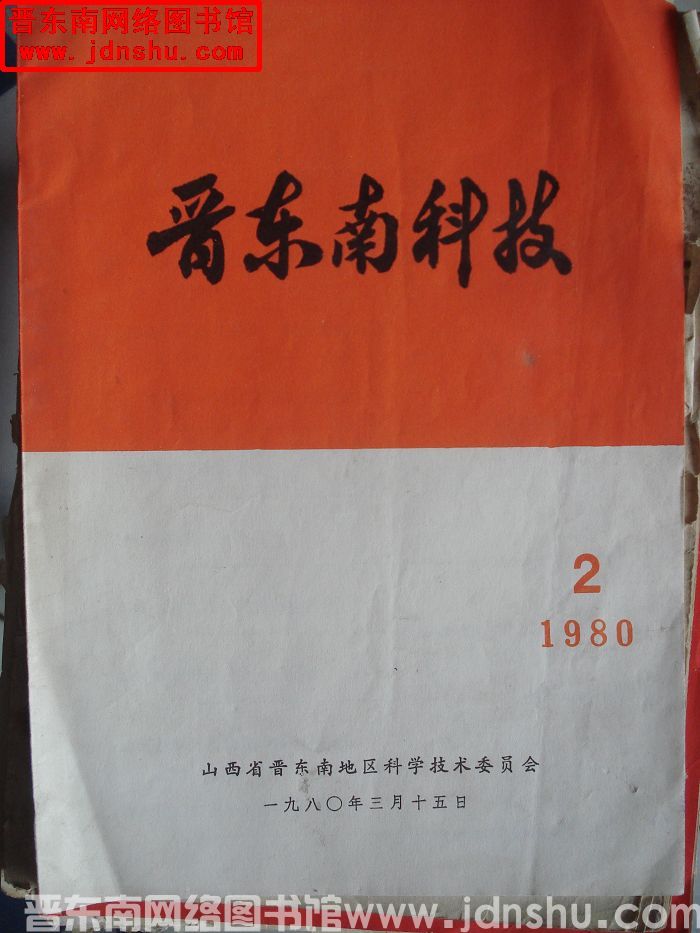 晋东南网络图书馆
www.jdnshu.com
晋东南科技
2
1980
山西省晋东南地区科学技术委员会
一九八〇年三月十五日
晋东南网络图书馆www.jdnshu.com